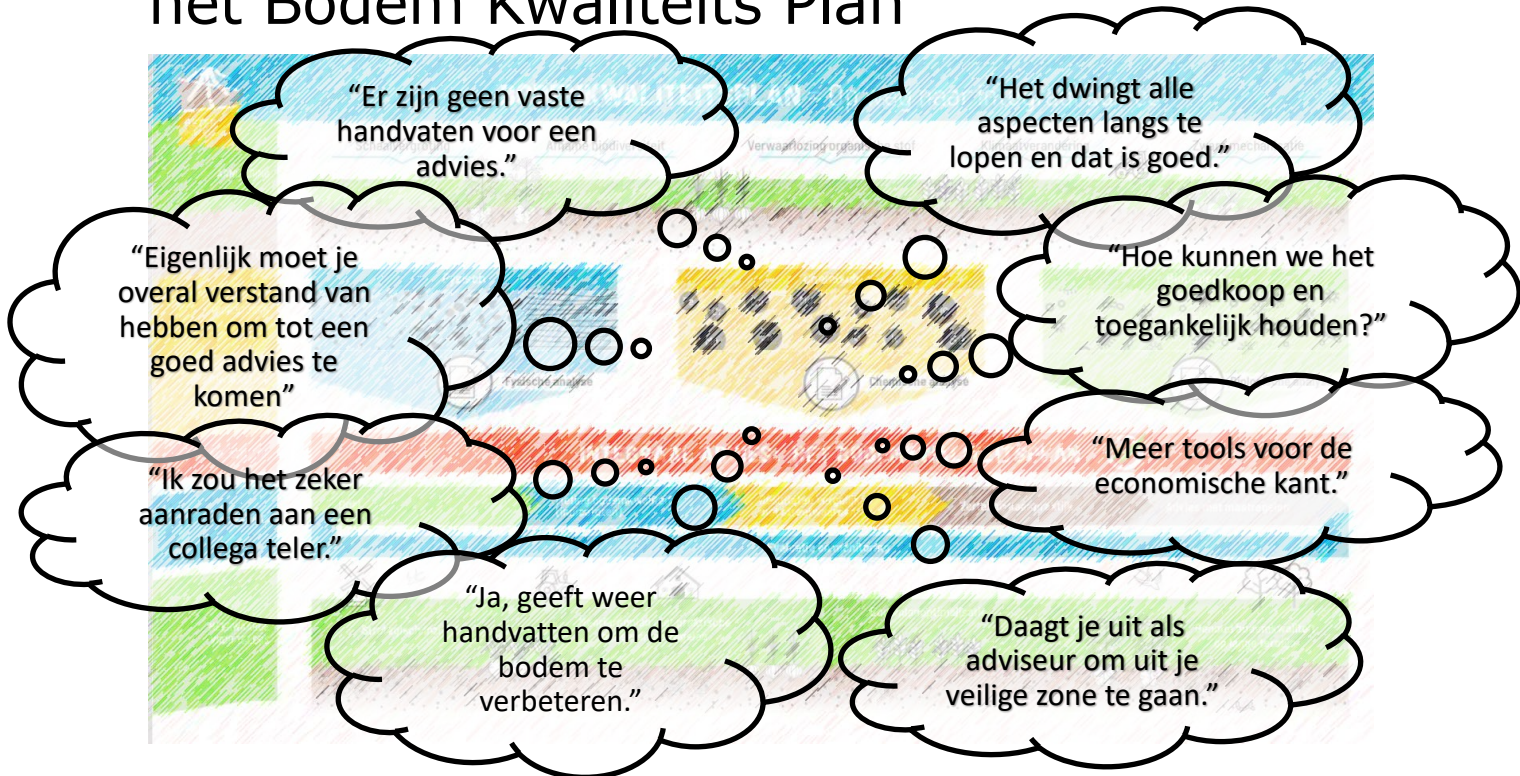 het Bodem Kwaliteits Plan
“Er zijn geen vaste
handvaten voor een
advies.”
“Het dwingt alle
aspecten langs te
lopen en dat is goed.”
“Eigenlijk moet je
overal verstand van
hebben om tot een
goed advies te
komen”
“Hoe kunnen we het
goedkoop en
toegankelijk houden?”
“Ik zou het zeker
aanraden aan een
collega teler.”
“Meer tools voor de
economische kant.”
“Ja, geeft weer
handvatten om de
bodem te
verbeteren.”
“Daagt je uit als
adviseur om uit je
veilige zone te gaan.”
Fysische analyse
Chemische analyse